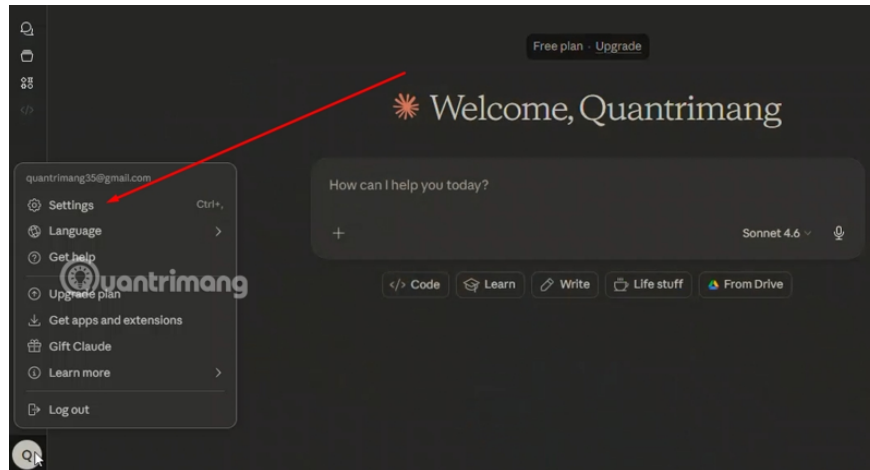 Free plan · Upgrade
Welcome, Quantrimang
quantrimang35@gmail.com
Settings Ctrl+,
Language
Get help
Quantrimang
Upgrade plan
Get apps and extensions
Gift Claude
Learn more
Log out
How can I help you today?
Sonnet 4.6
</> Code
Learn
Write
Life stuff
From Drive
Q